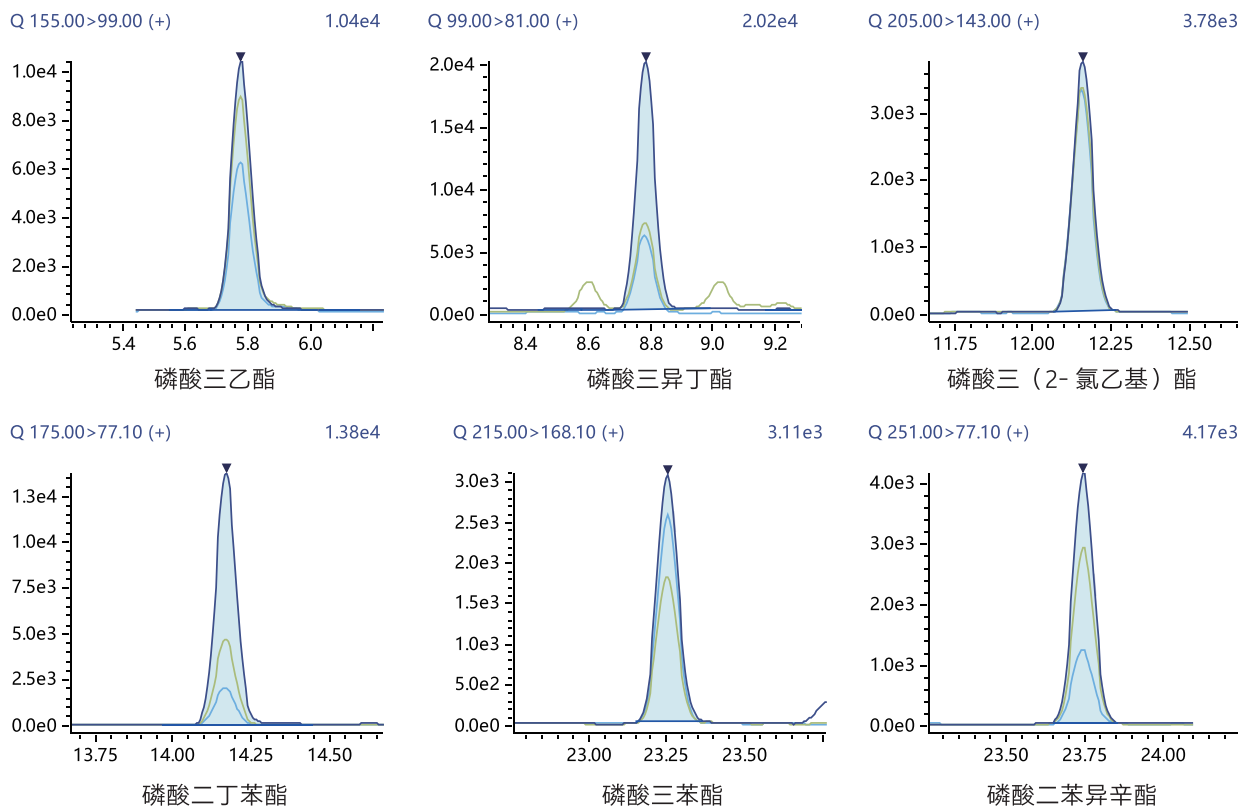 Q 155.00>99.00 (+) 1.04e4
1.0e4
8.0e3
6.0e3
4.0e3
2.0e3
0.0e0
5.4 5.6 5.8 6.0
磷酸三乙酯
Q 99.00>81.00 (+) 2.02e4
2.0e4
1.5e4
1.0e4
5.0e3
0.0e0
8.4 8.6 8.8 9.0 9.2
磷酸三异丁酯
Q 205.00>143.00 (+) 3.78e3
3.0e3
2.0e3
1.0e3
0.0e0
11.75 12.00 12.25 12.50
磷酸三（2- 氯乙基）酯
Q 175.00>77.10 (+) 1.38e4
1.3e4
1.0e4
7.5e3
5.0e3
2.5e3
0.0e0
13.75 14.00 14.25 14.50
磷酸二丁苯酯
Q 215.00>168.10 (+) 3.11e3
3.0e3
2.5e3
2.0e3
1.5e3
1.0e3
5.0e2
0.0e0
23.00 23.25 23.50
磷酸三苯酯
Q 251.00>77.10 (+) 4.17e3
4.0e3
3.0e3
2.0e3
1.0e3
0.0e0
23.50 23.75 24.00
磷酸二苯异辛酯